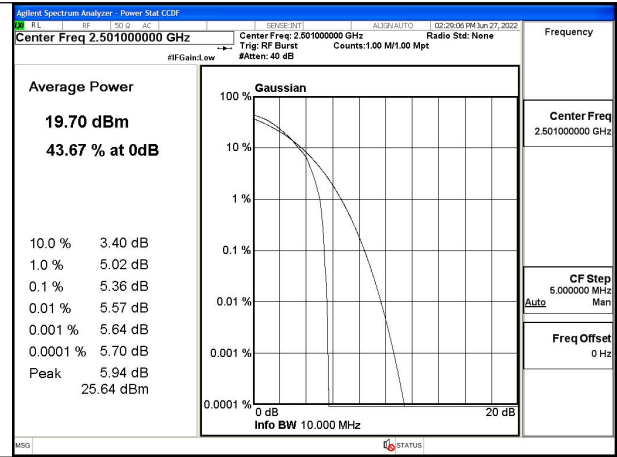 Agilent Spectrum Analyzer - Power Stat CCDF
RL RF 50 Ω AC SENSE:INT ALIGN AUTO 02:29:06 PM Jun 27, 2022
Center Freq 2.501000000 GHz
Center Freq: 2.501000000 GHz Radio Std: None
Trig: RF Burst Counts:1.00 M/1.00 Mpt
#IFGain:Low #Atten: 40 dB
Frequency
Average Power
19.70 dBm
43.67 % at 0dB
10.0 % 3.40 dB
1.0 % 5.02 dB
0.1 % 5.36 dB
0.01 % 5.57 dB
0.001 % 5.64 dB
0.0001 % 5.70 dB
Peak 5.94 dB
25.64 dBm
Gaussian
100 %
10 %
1 %
0.1 %
0.01 %
0.001 %
0.0001 %
0 dB 20 dB
Info BW 10.000 MHz
Center Freq
2.501000000 GHz
CF Step
5.000000 MHz
Auto Man
Freq Offset
0 Hz
MSG STATUS